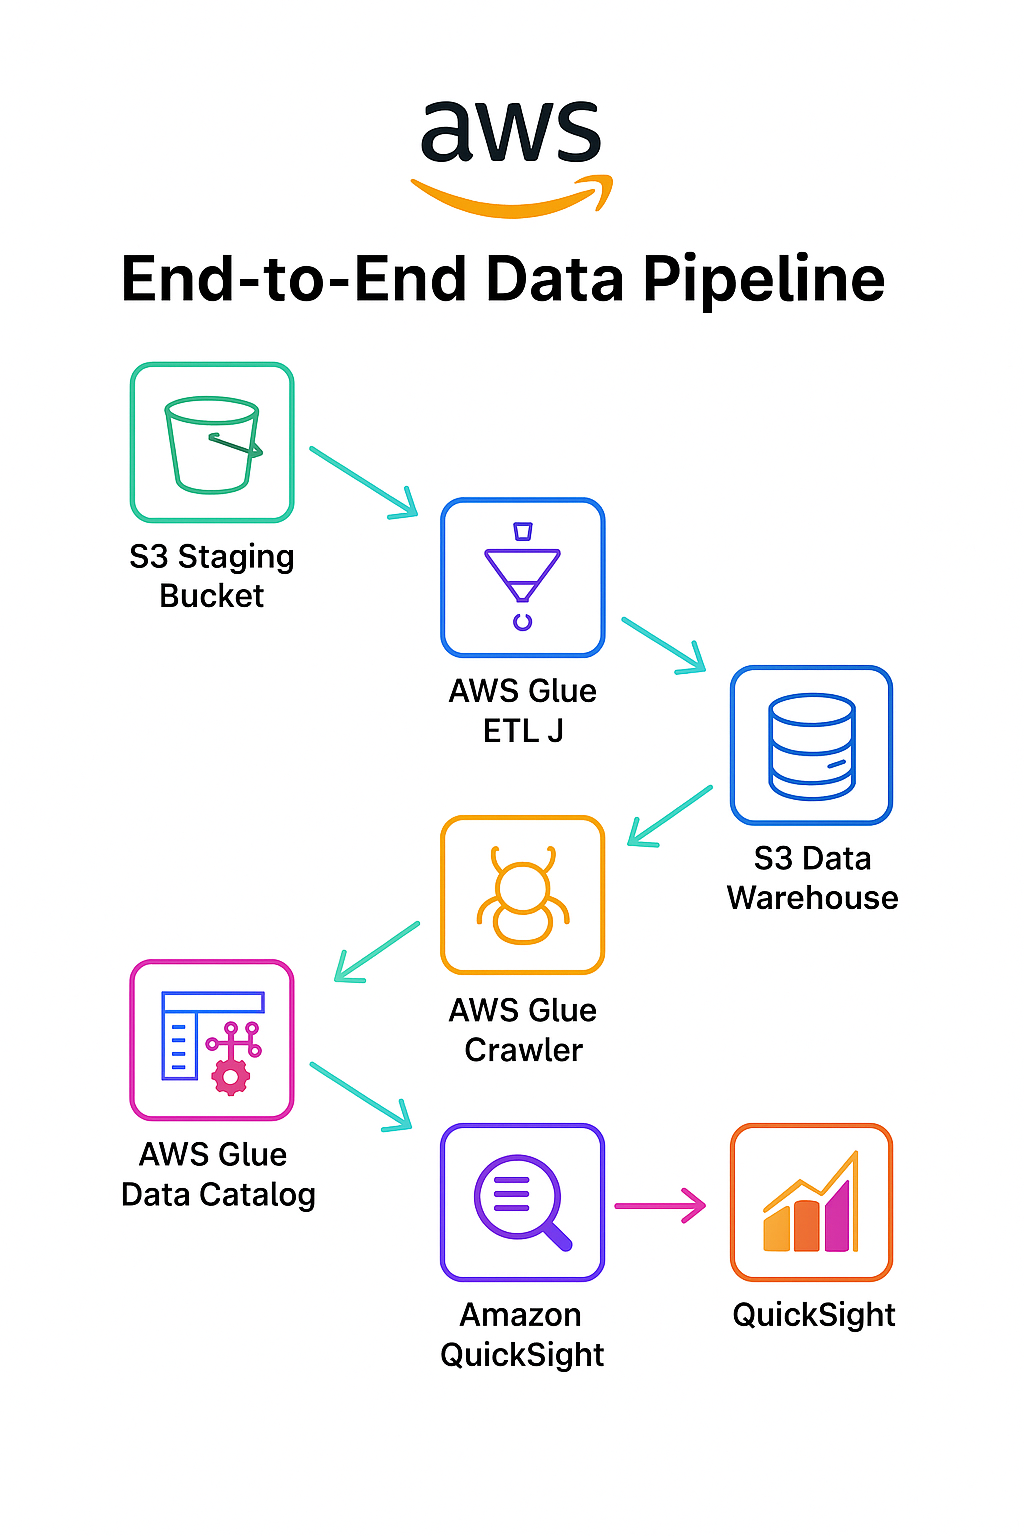 aws
End-to-End Data Pipeline
S3 Staging
Bucket
AWS Glue
ETL J
S3 Data
Warehouse
AWS Glue
Crawler
AWS Glue
Data Catalog
Amazon
QuickSight
QuickSight